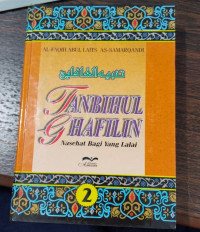 AL-FAQIH ABUL LAITS AS-SAMARQANDI
تنبيه الغافلين
TANBIHUL
GHAFILIN
Nasehat Bagi Yang Lalai
2